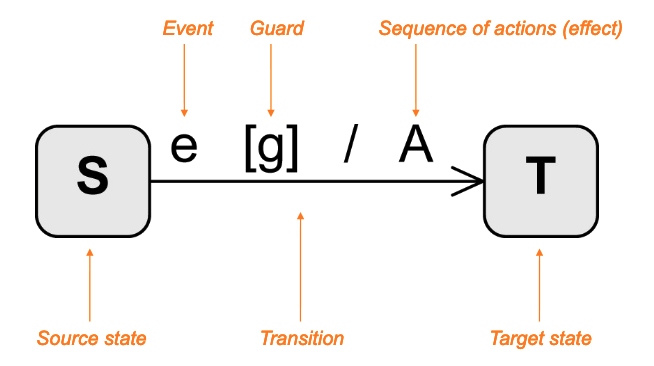 Event Guard Sequence of actions (effect)
e [g] / A
S T
Source state Transition Target state